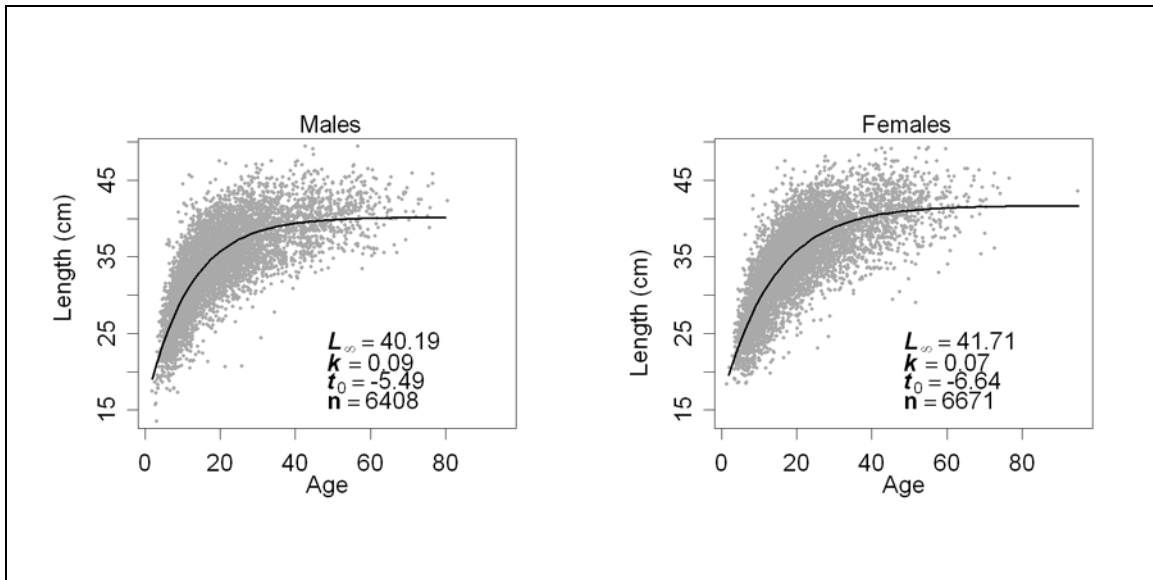 Males
Length (cm)
45
35
25
15
L∞ = 40.19
k = 0.09
t0 = -5.49
n = 6408
0 20 40 60 80
Age
Females
Length (cm)
45
35
25
15
L∞ = 41.71
k = 0.07
t0 = -6.64
n = 6671
0 20 40 60 80
Age